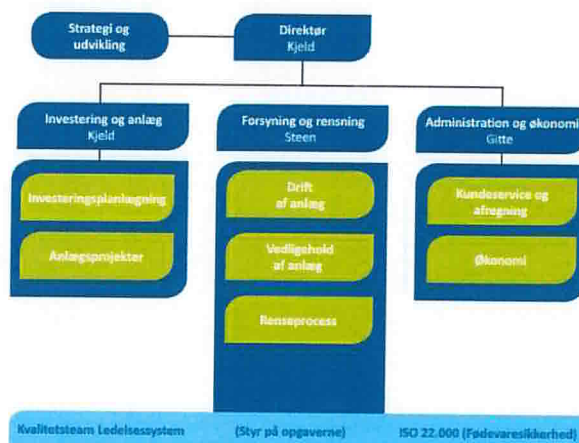 Strategi og
udvikling
Direktør
Kjeld
Investering og anlæg
Kjeld
Forsyning og rensning
Steen
Administration og økonomi
Gitte
Investeringsplanlægning
Anlægsprojekter
Drift
af anlæg
Vedligehold
af anlæg
Renseprocess
Kundeservice og
afregning
Økonomi
Kvalitetsteam Ledelsessystem
(Styr på opgaverne)
ISO 22.000 (Fødevaresikkerhed)